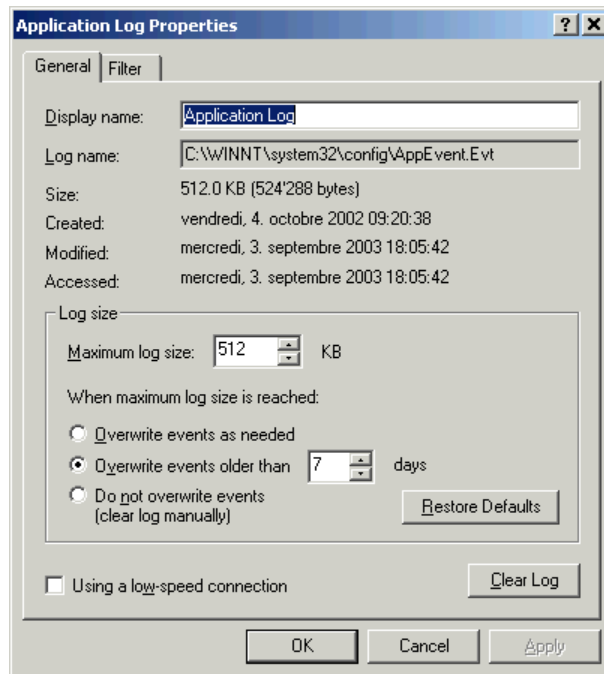 Application Log Properties
General Filter
Display name: Application Log
Log name: C:\WINNT\system32\config\AppEvent.Evt
Size: 512.0 KB (524'288 bytes)
Created: vendredi, 4. octobre 2002 09:20:38
Modified: mercredi, 3. septembre 2003 18:05:42
Accessed: mercredi, 3. septembre 2003 18:05:42
Log size
Maximum log size: 512 KB
When maximum log size is reached:
Overwrite events as needed
Overwrite events older than 7 days
Do not overwrite events
(clear log manually)
Restore Defaults
Using a low-speed connection
Clear Log
OK Cancel Apply